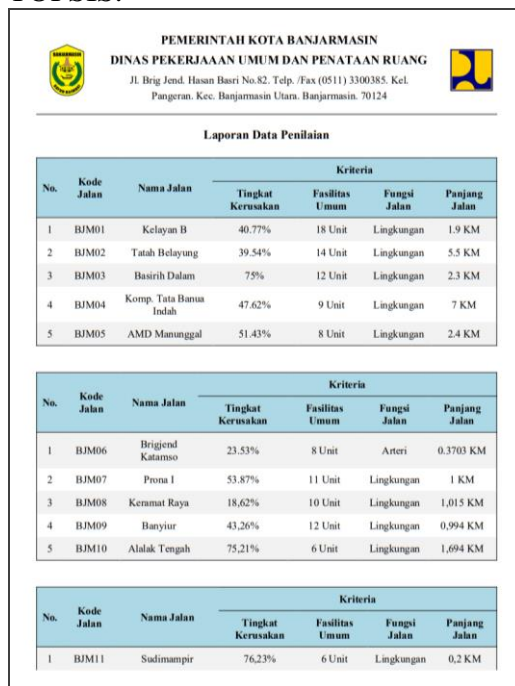 PEMERINTAH KOTA BANJARMASIN
DINAS PEKERJAAAN UMUM DAN PENATAAN RUANG
Jl. Brig Jend. Hasan Basri No.82. Telp. /Fax (0511) 3300385. Kel.
Pangeran. Kec. Banjarmasin Utara. Banjarmasin. 70124
Laporan Data Penilaian
No. Kode Jalan Nama Jalan Kriteria
Tingkat Kerusakan Fasilitas Umum Fungsi Jalan Panjang Jalan
1 BJM01 Kelayan B 40.77% 18 Unit Lingkungan 1.9 KM
2 BJM02 Tatah Belayung 39.54% 14 Unit Lingkungan 5.5 KM
3 BJM03 Basirih Dalam 75% 12 Unit Lingkungan 2.3 KM
4 BJM04 Komp. Tata Banua Indah 47.62% 9 Unit Lingkungan 7 KM
5 BJM05 AMD Manunggal 51.43% 8 Unit Lingkungan 2.4 KM
No. Kode Jalan Nama Jalan Kriteria
Tingkat Kerusakan Fasilitas Umum Fungsi Jalan Panjang Jalan
1 BJM06 Brigjend Katamso 23.53% 8 Unit Arteri 0.3703 KM
2 BJM07 Prona I 53.87% 11 Unit Lingkungan 1 KM
3 BJM08 Keramat Raya 18,62% 10 Unit Lingkungan 1,015 KM
4 BJM09 Banyiur 43,26% 12 Unit Lingkungan 0,994 KM
5 BJM10 Alalak Tengah 75,21% 6 Unit Lingkungan 1,694 KM
No. Kode Jalan Nama Jalan Kriteria
Tingkat Kerusakan Fasilitas Umum Fungsi Jalan Panjang Jalan
1 BJM11 Sudimampir 76,23% 6 Unit Lingkungan 0,2 KM